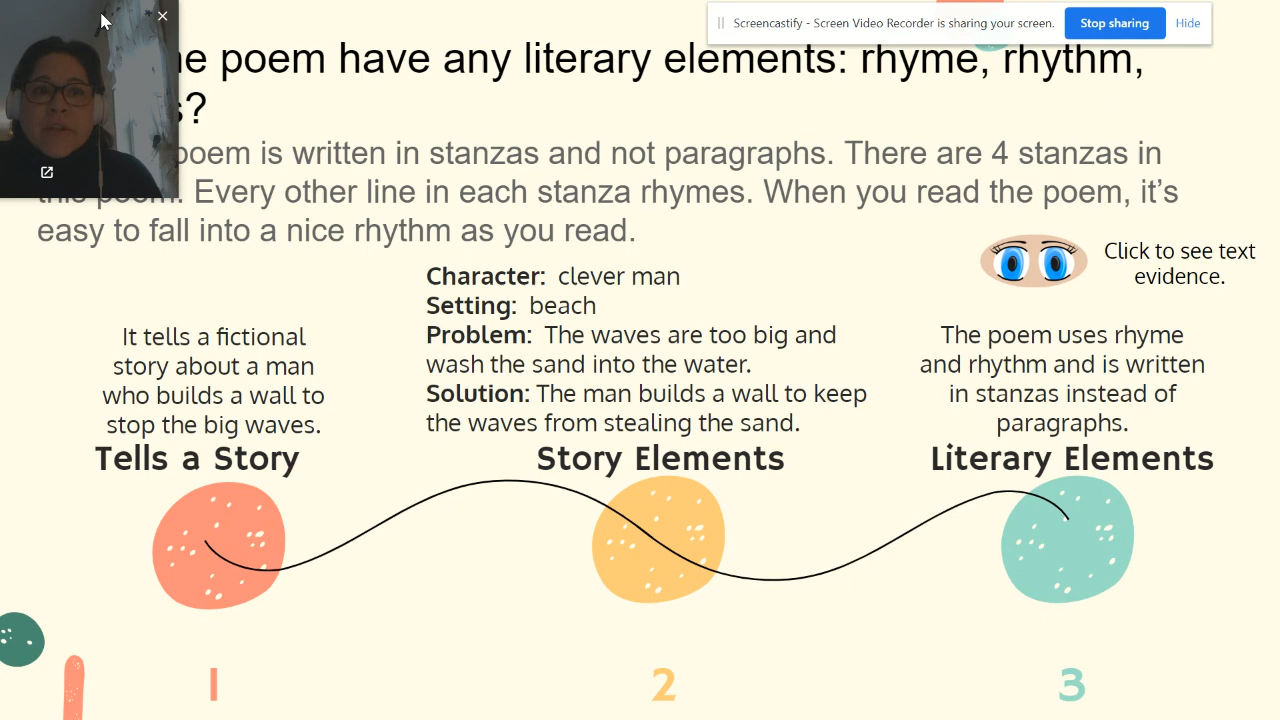 Screencastify - Screen Video Recorder is sharing your screen.
Stop sharing
Hide
poem have any literary elements: rhyme, rhythm,
poem is written in stanzas and not paragraphs. There are 4 stanzas in
this poem. Every other line in each stanza rhymes. When you read the poem, it's
easy to fall into a nice rhythm as you read.
Click to see text
evidence.
It tells a fictional
story about a man
who builds a wall to
stop the big waves.
Tells a Story
Character: clever man
Setting: beach
Problem: The waves are too big and
wash the sand into the water.
Solution: The man builds a wall to keep
the waves from stealing the sand.
Story Elements
The poem uses rhyme
and rhythm and is written
in stanzas instead of
paragraphs.
Literary Elements
1
2
3